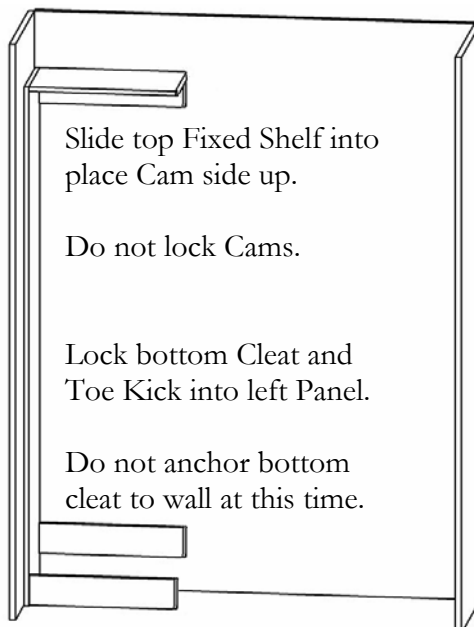 Slide top Fixed Shelf into
place Cam side up.
Do not lock Cams.
Lock bottom Cleat and
Toe Kick into left Panel.
Do not anchor bottom
cleat to wall at this time.